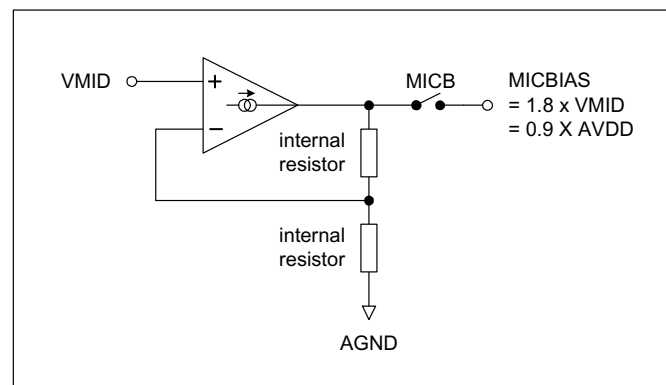 VMID
+
−
MICB
MICBIAS
= 1.8 x VMID
= 0.9 X AVDD
internal
resistor
internal
resistor
AGND